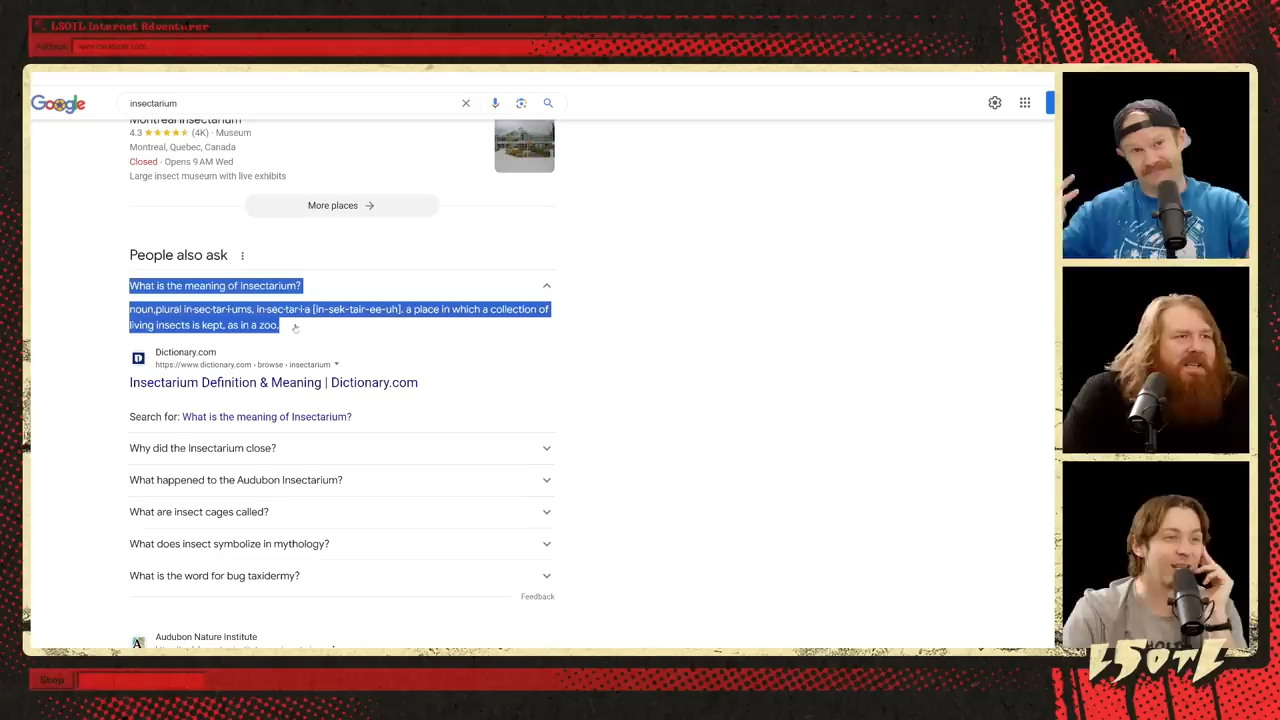 LSOTL Internet Adventurer
Address
Google
insectarium
Montreal Insectarium
4.3 (4K) · Museum
Montreal, Quebec, Canada
Closed · Opens 9 AM Wed
Large insect museum with live exhibits
More places
People also ask
What is the meaning of Insectarium?
noun,plural in·sec·tar·i·ums, in·sec·tar·i·a [in-sek-tair-ee-uh]. a place in which a collection of
living insects is kept, as in a zoo.
D
Dictionary.com
https://www.dictionary.com › browse › insectarium
Insectarium Definition & Meaning | Dictionary.com
Search for: What is the meaning of Insectarium?
Why did the Insectarium close?
What happened to the Audubon Insectarium?
What are insect cages called?
What does insect symbolize in mythology?
What is the word for bug taxidermy?
Feedback
A
Audubon Nature Institute
LSOTL
Stop